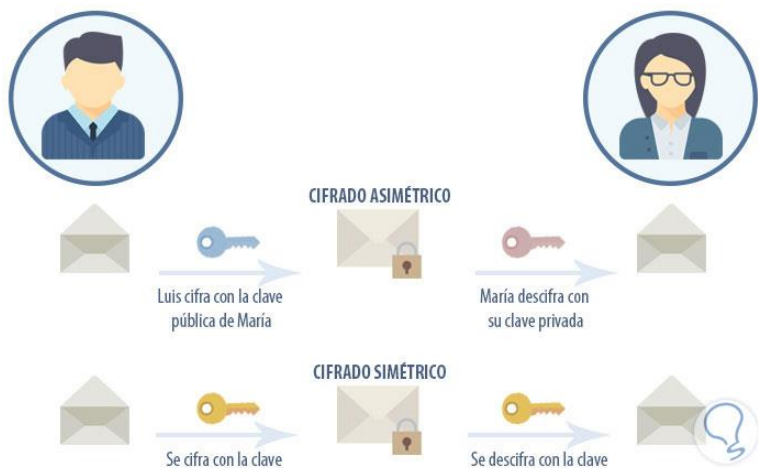 CIFRADO ASIMÉTRICO
Luis cifra con la clave
pública de María
María descifra con
su clave privada
CIFRADO SIMÉTRICO
Se cifra con la clave
Se descifra con la clave